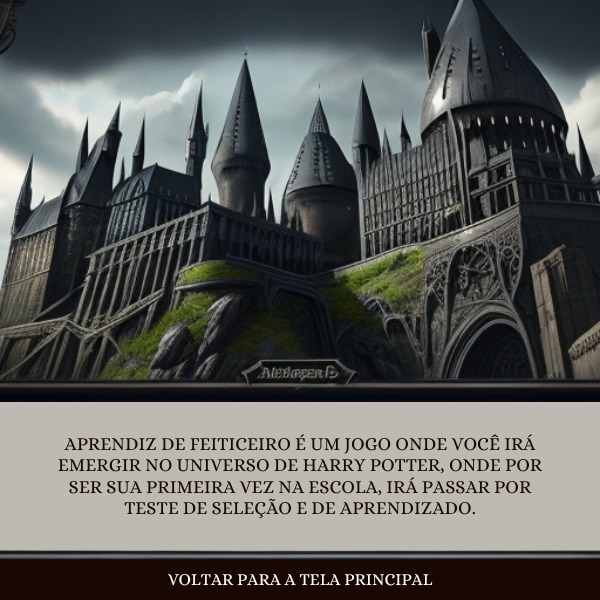 APRENDIZ DE FEITICEIRO É UM JOGO ONDE VOCÊ IRÁ
EMERGIR NO UNIVERSO DE HARRY POTTER, ONDE POR
SER SUA PRIMEIRA VEZ NA ESCOLA, IRÁ PASSAR POR
TESTE DE SELEÇÃO E DE APRENDIZADO.
VOLTAR PARA A TELA PRINCIPAL